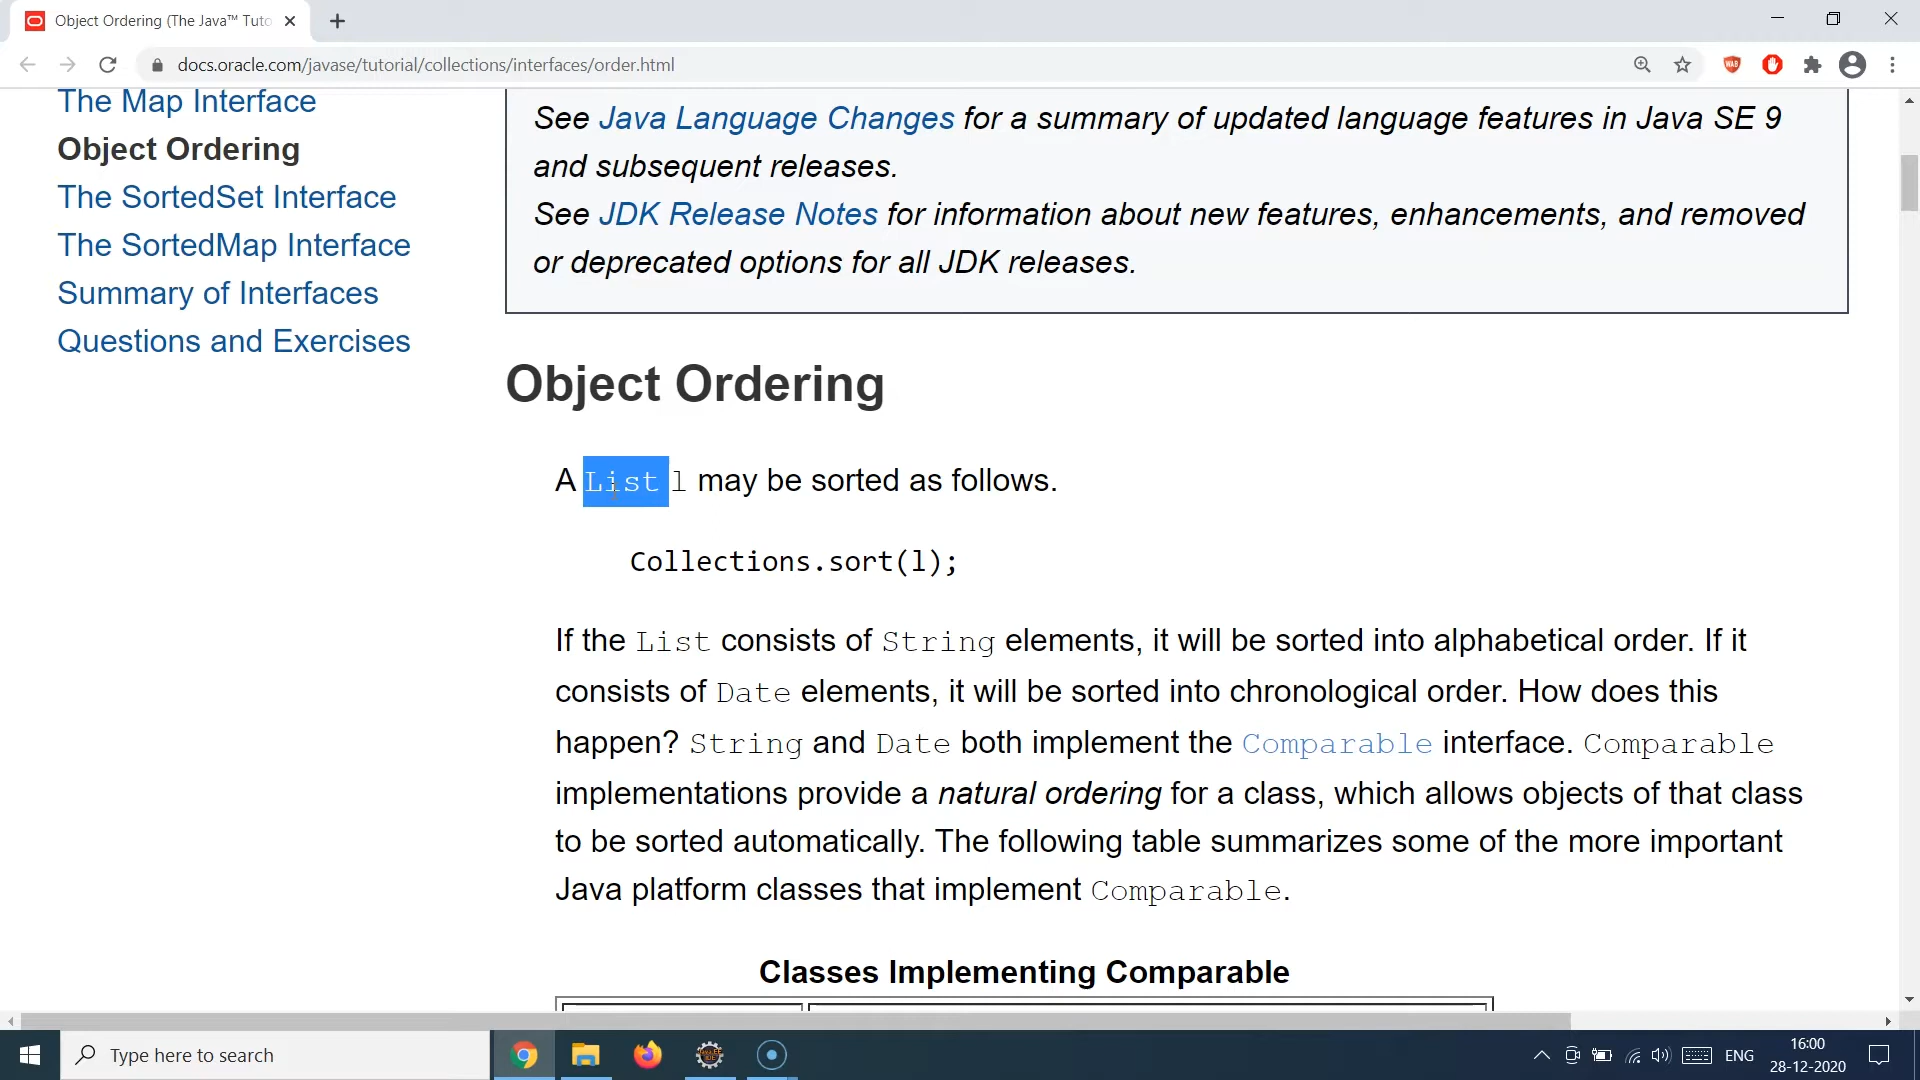 Object Ordering (The Java™ Tuto
docs.oracle.com/javase/tutorial/collections/interfaces/order.html
The Map Interface
Object Ordering
The SortedSet Interface
The SortedMap Interface
Summary of Interfaces
Questions and Exercises
See Java Language Changes for a summary of updated language features in Java SE 9
and subsequent releases.
See JDK Release Notes for information about new features, enhancements, and removed
or deprecated options for all JDK releases.
Object Ordering
A List l may be sorted as follows.
Collections.sort(l);
If the List consists of String elements, it will be sorted into alphabetical order. If it
consists of Date elements, it will be sorted into chronological order. How does this
happen? String and Date both implement the Comparable interface. Comparable
implementations provide a natural ordering for a class, which allows objects of that class
to be sorted automatically. The following table summarizes some of the more important
Java platform classes that implement Comparable.
Classes Implementing Comparable
Type here to search
ENG
16:00
28-12-2020